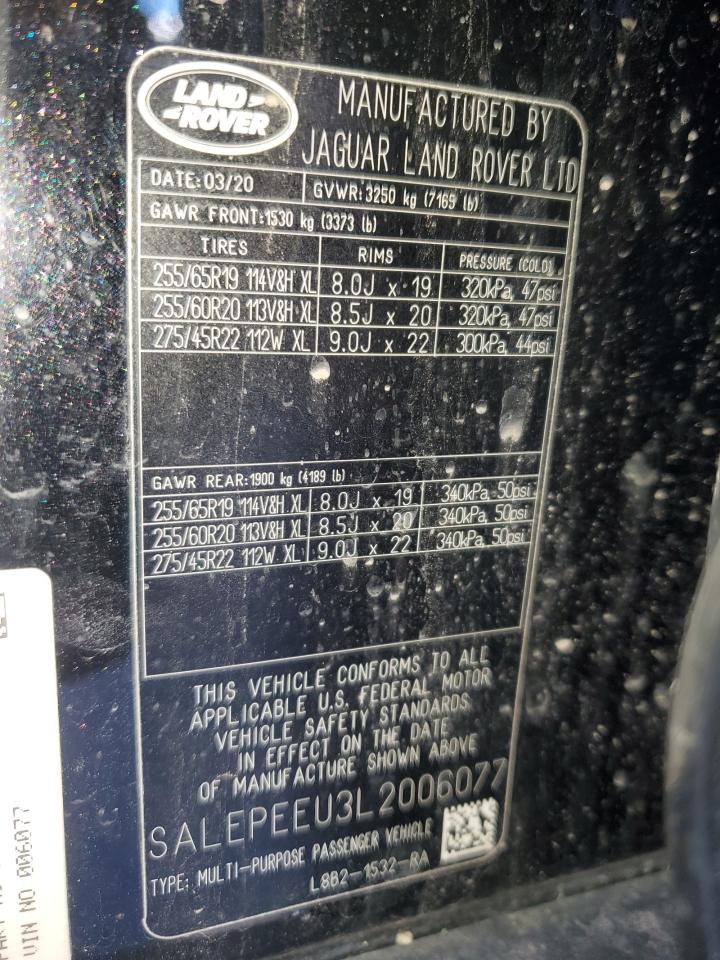 LAND
ROVER
MANUFACTURED BY
JAGUAR LAND ROVER LTD
DATE:03/20 GVWR:3250 kg (7165 lb)
GAWR FRONT:1530 kg (3373 lb)
TIRES RIMS PRESSURE (COLD)
255/65R19 114V&H XL 8.0J x 19 320kPa, 47psi
255/60R20 113V&H XL 8.5J x 20 320kPa, 47psi
275/45R22 112W XL 9.0J x 22 300kPa, 44psi
GAWR REAR:1900 kg (4189 lb)
255/65R19 114V&H XL 8.0J x 19 340kPa, 50psi
255/60R20 113V&H XL 8.5J x 20 340kPa, 50psi
275/45R22 112W XL 9.0J x 22 340kPa, 50psi
THIS VEHICLE CONFORMS TO ALL
APPLICABLE U.S. FEDERAL MOTOR
VEHICLE SAFETY STANDARDS
IN EFFECT ON THE DATE
OF MANUFACTURE SHOWN ABOVE
SALEPEEU3L2006077
TYPE: MULTI-PURPOSE PASSENGER VEHICLE
L8B2-1532-RA
VIN NO 006077